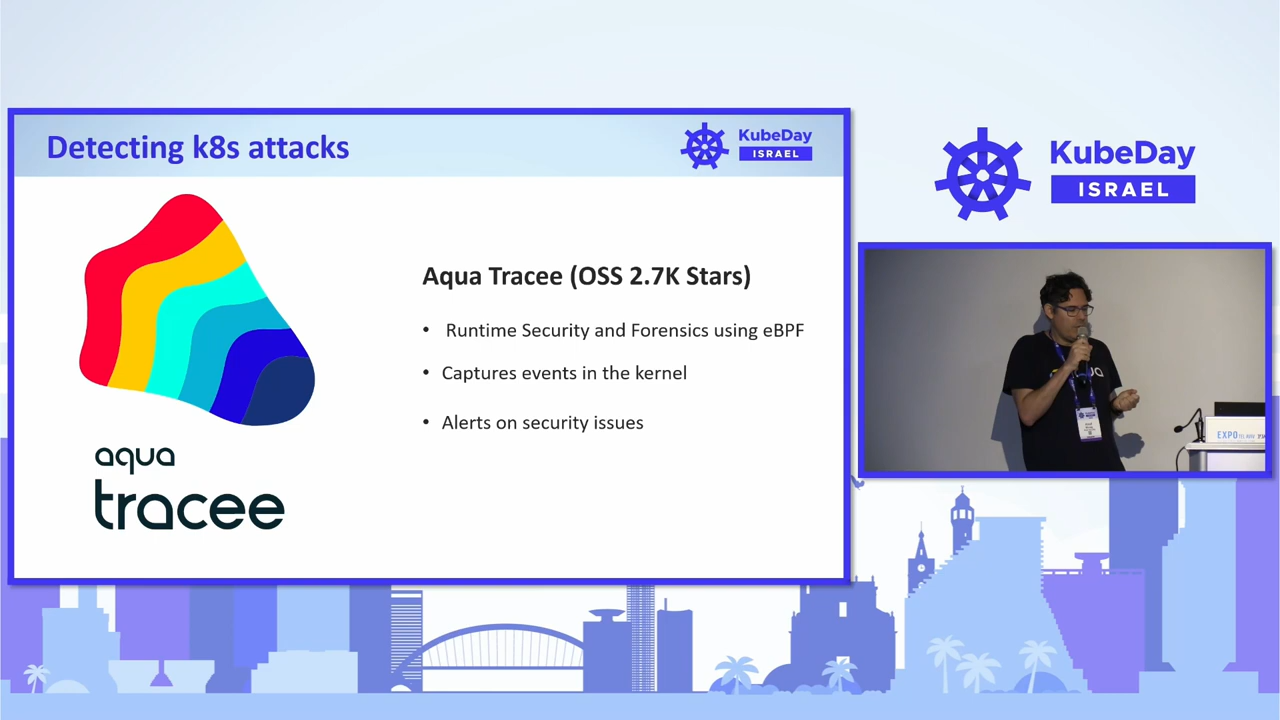 Detecting k8s attacks
KubeDay
ISRAEL
aqua
tracee
Aqua Tracee (OSS 2.7K Stars)
• Runtime Security and Forensics using eBPF
• Captures events in the kernel
• Alerts on security issues
KubeDay
ISRAEL
EXPO